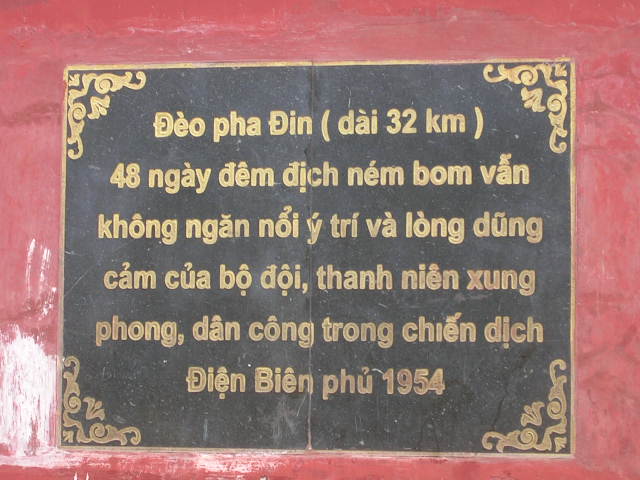 Đèo pha Đin ( dài 32 km )
48 ngày đêm địch ném bom vẫn
không ngăn nổi ý trí và lòng dũng
cảm của bộ đội, thanh niên xung
phong, dân công trong chiến dịch
Điện Biên phủ 1954